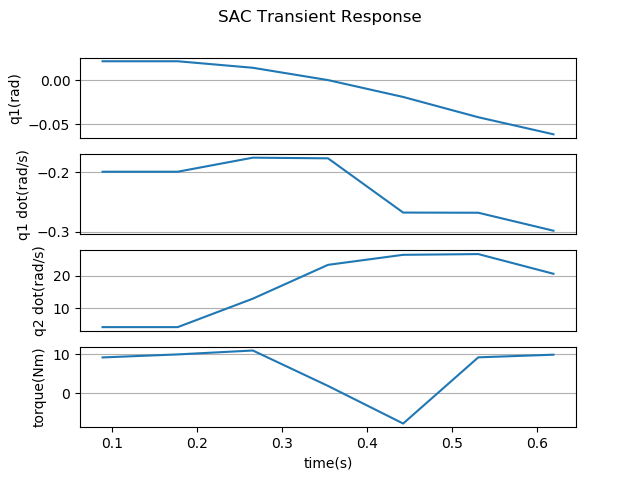 SAC Transient Response
q1(rad)
0.00
−0.05
q1 dot(rad/s)
−0.2
−0.3
q2 dot(rad/s)
20
10
torque(Nm)
10
0
0.1 0.2 0.3 0.4 0.5 0.6
time(s)